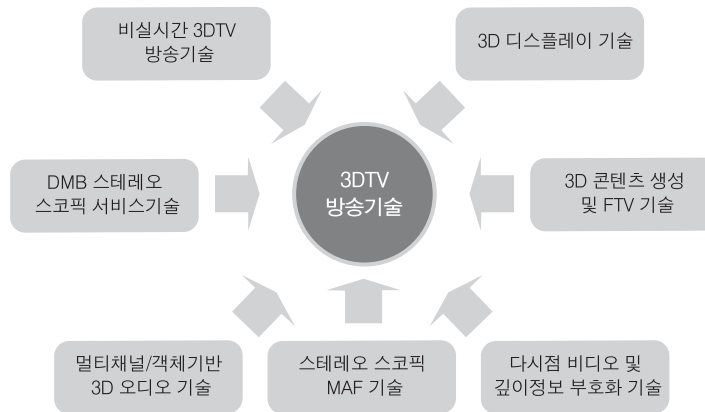 비실시간 3DTV
방송기술
3D 디스플레이 기술
DMB 스테레오
스코픽 서비스기술
3DTV
방송기술
3D 콘텐츠 생성
및 FTV 기술
멀티채널/객체기반
3D 오디오 기술
스테레오 스코픽
MAF 기술
다시점 비디오 및
깊이정보 부호화 기술